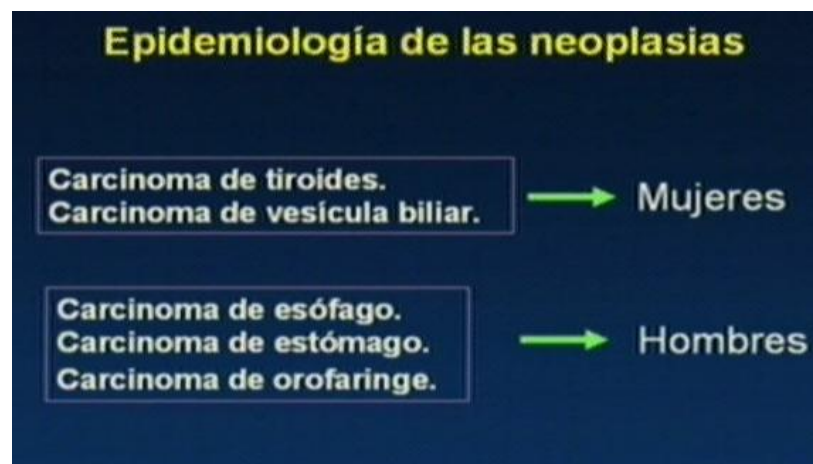 Epidemiología de las neoplasias
Carcinoma de tiroides.
Carcinoma de vesícula biliar.
Mujeres
Carcinoma de esófago.
Carcinoma de estómago.
Carcinoma de orofaringe.
Hombres